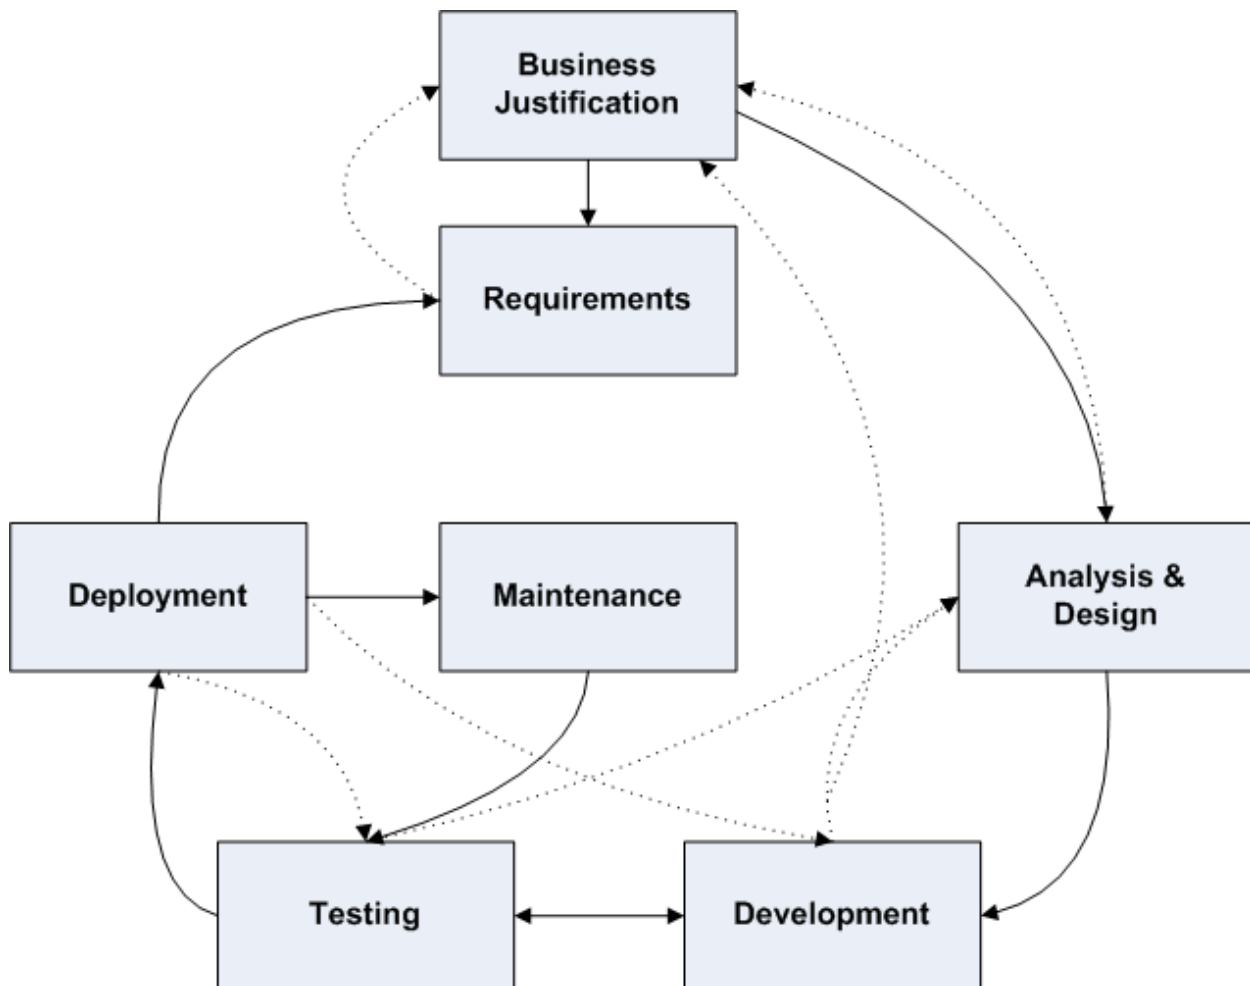 Business
Justification
Requirements
Deployment
Maintenance
Analysis &
Design
Testing
Development